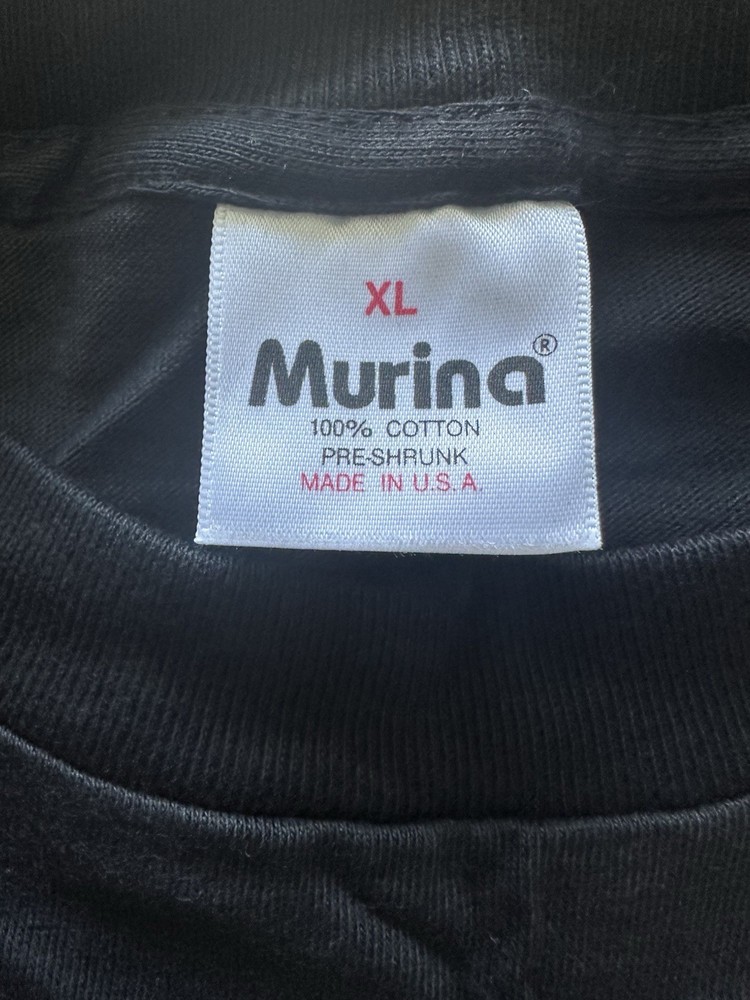 XL
Murina®
100% COTTON
PRE-SHRUNK
MADE IN U.S.A.